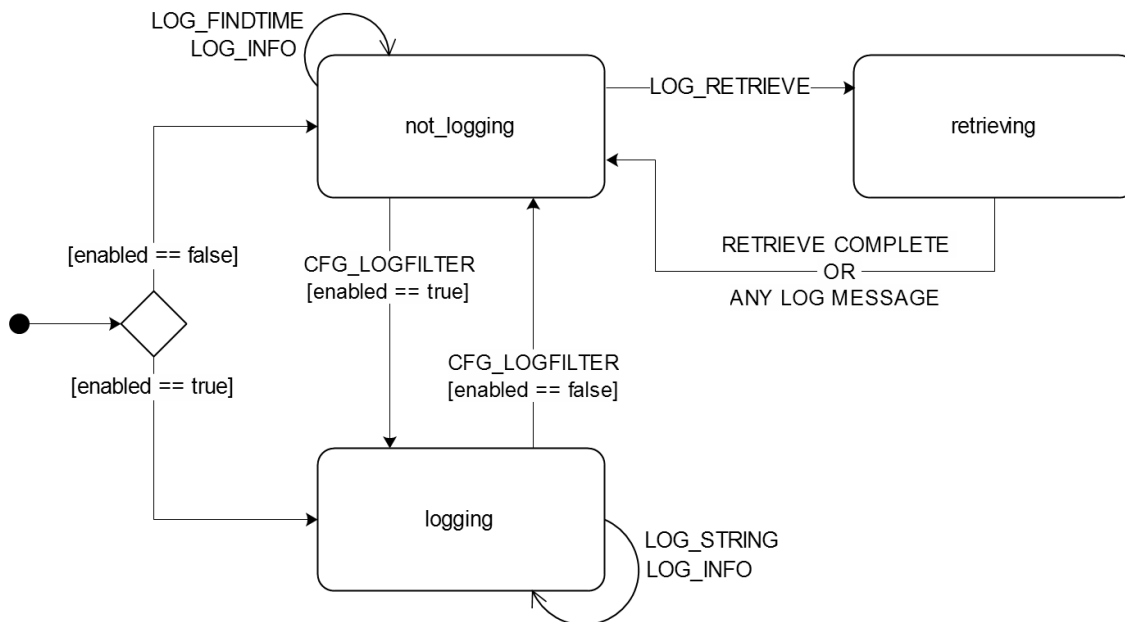 LOG_FINDTIME
LOG_INFO
not_logging
LOG_RETRIEVE
retrieving
[enabled == false]
CFG_LOGFILTER
[enabled == true]
RETRIEVE COMPLETE
OR
ANY LOG MESSAGE
[enabled == true]
CFG_LOGFILTER
[enabled == false]
logging
LOG_STRING
LOG_INFO